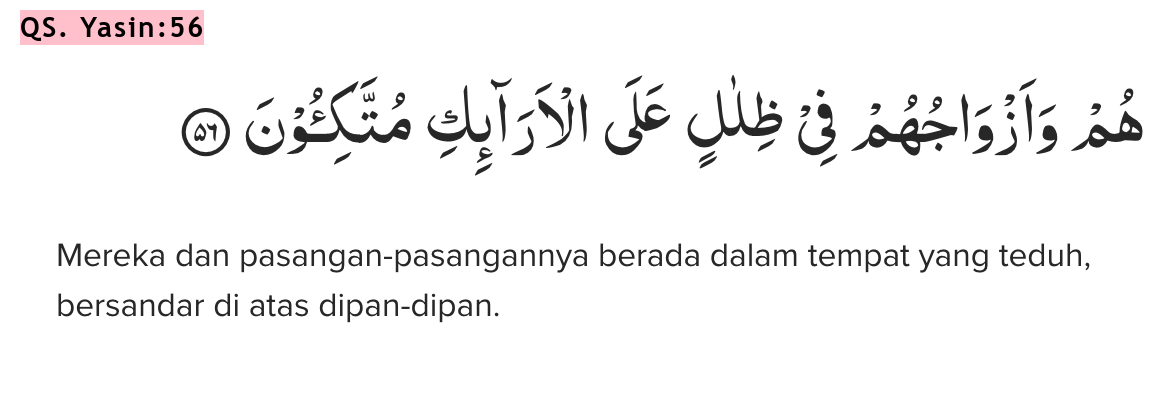 QS. Yasin:56
هُمْ وَاَزْوَاجُهُمْ فِيْ ظِلٰلٍ عَلَى الْاَرَاۤىِٕكِ مُتَّكِـُٔوْنَ ۝٥٦
Mereka dan pasangan-pasangannya berada dalam tempat yang teduh,
bersandar di atas dipan-dipan.